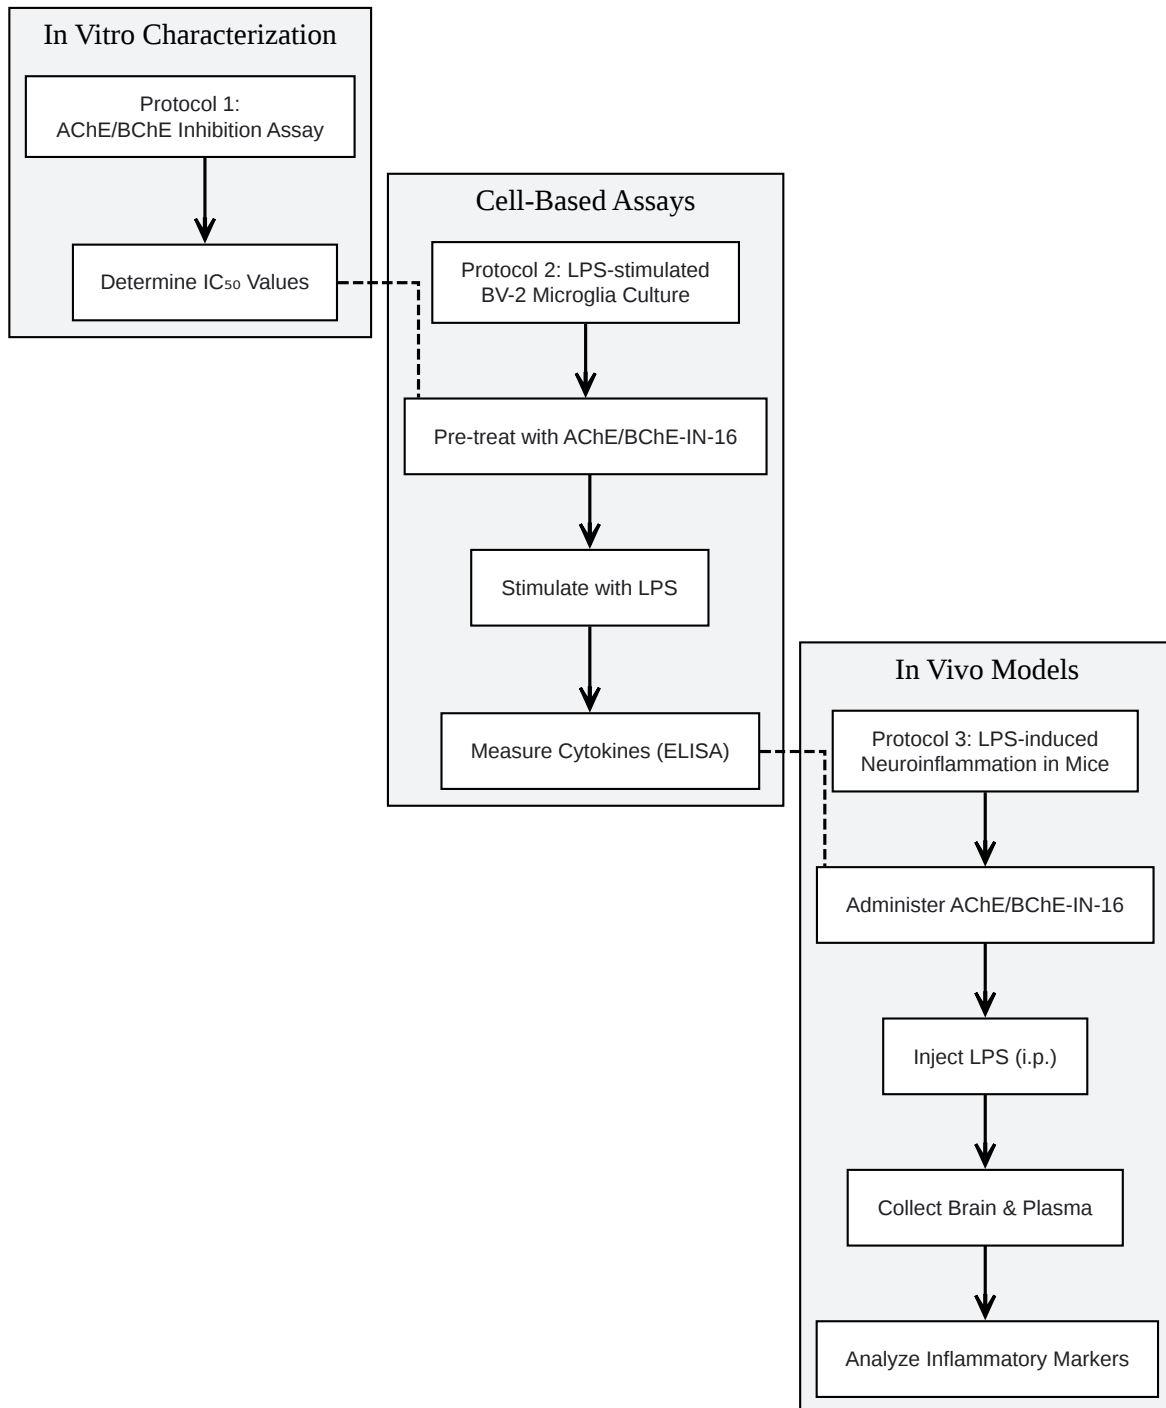 In Vitro Characterization
Protocol 1:
AChE/BChE Inhibition Assay
Determine IC₅₀ Values
Cell-Based Assays
Protocol 2: LPS-stimulated
BV-2 Microglia Culture
Pre-treat with AChE/BChE-IN-16
Stimulate with LPS
Measure Cytokines (ELISA)
In Vivo Models
Protocol 3: LPS-induced
Neuroinflammation in Mice
Administer AChE/BChE-IN-16
Inject LPS (i.p.)
Collect Brain & Plasma
Analyze Inflammatory Markers